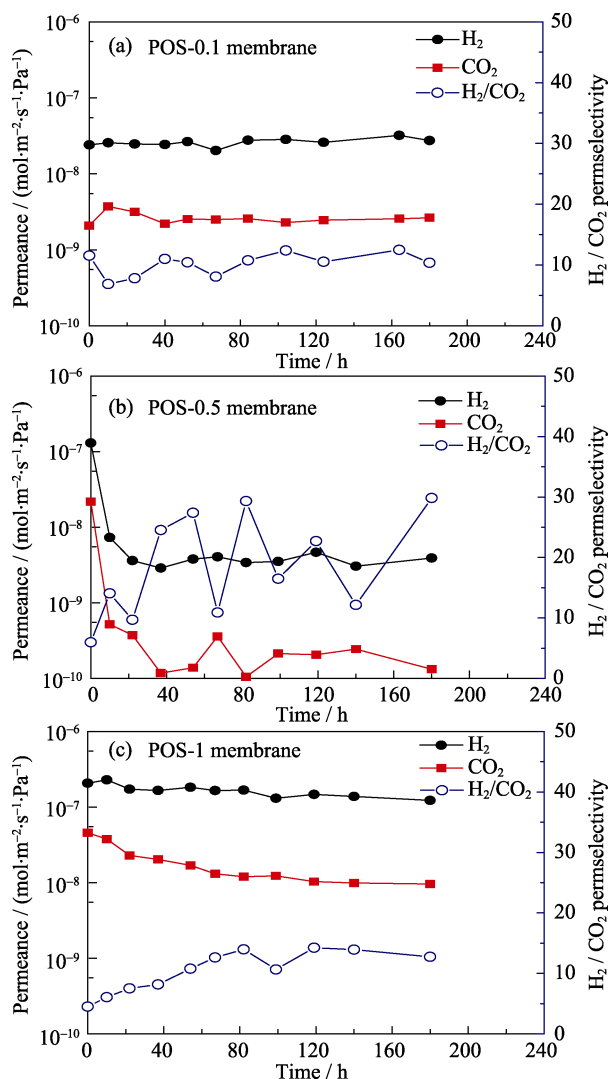 (a) POS-0.1 membrane
H₂
CO₂
H₂/CO₂
Permeance / (mol·m⁻²·s⁻¹·Pa⁻¹)
10⁻¹
10⁻⁷
10⁻⁸
10⁻⁹
10⁻¹⁰
50
40
30
20
10
0
H₂ / CO₂ permselectivity
0 40 80 120 160 200 240
Time / h
(b) POS-0.5 membrane
H₂
CO₂
H₂/CO₂
Permeance / (mol·m⁻²·s⁻¹·Pa⁻¹)
10⁻⁶
10⁻⁷
10⁻⁸
10⁻⁹
10⁻¹⁰
50
40
30
20
10
0
H₂ / CO₂ permselectivity
0 40 80 120 160 200 240
Time / h
(c) POS-1 membrane
H₂
CO₂
H₂/CO₂
Permeance / (mol·m⁻²·s⁻¹·Pa⁻¹)
10⁻⁶
10⁻⁷
10⁻⁸
10⁻⁹
10⁻¹⁰
50
40
30
20
10
0
H₂ / CO₂ permselectivity
0 40 80 120 160 200 240
Time / h